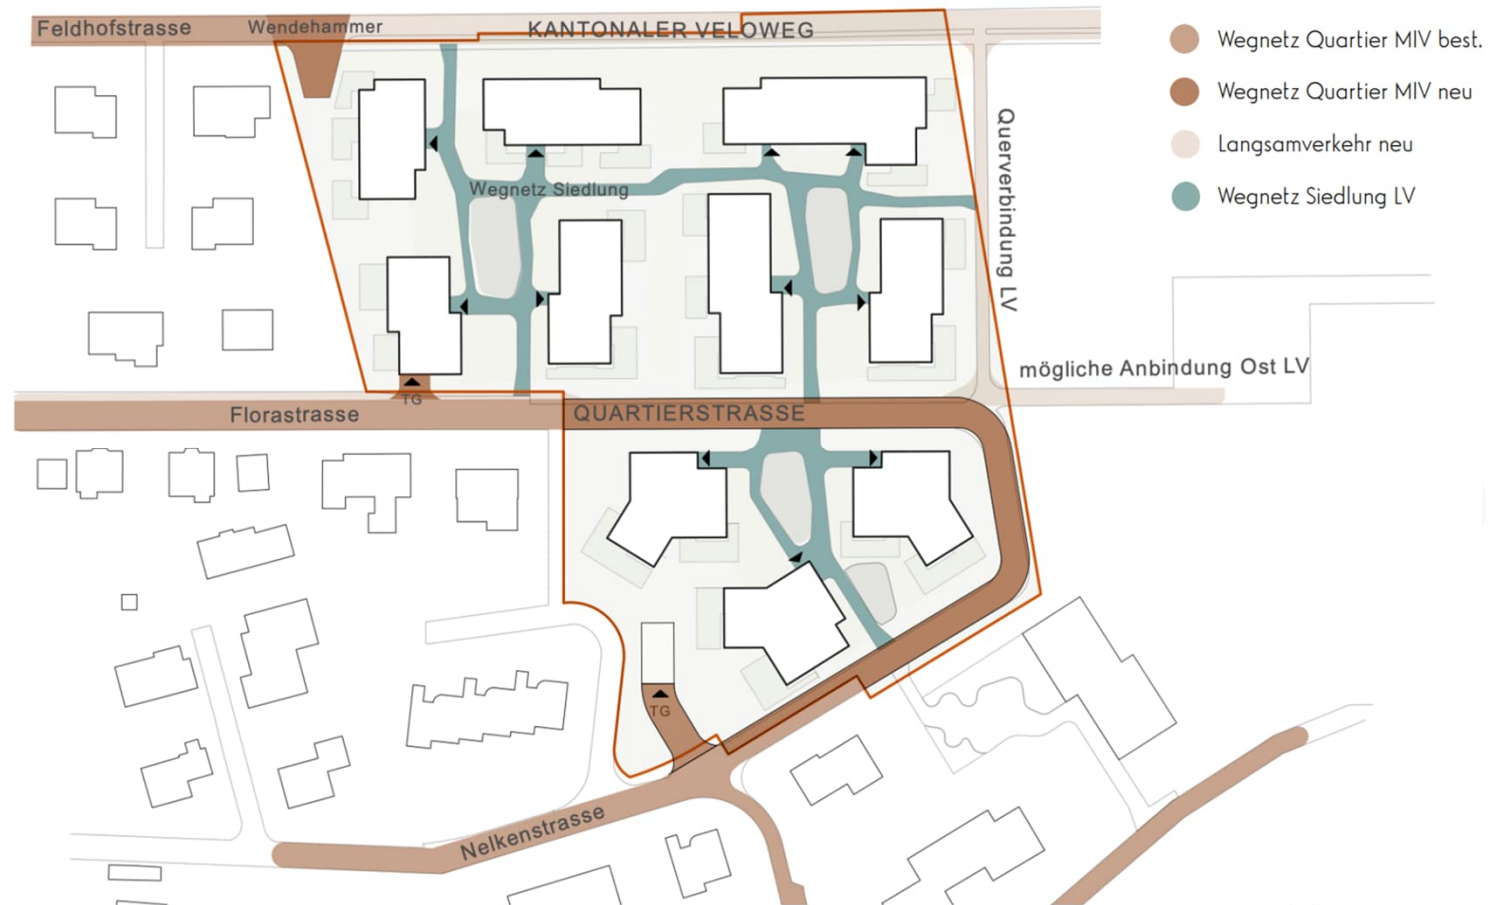 Feldhofstrasse
Wendehammer
KANTONALER VELOWEG
Wegnetz Quartier MIV best.
Wegnetz Quartier MIV neu
Langsamverkehr neu
Wegnetz Siedlung LV
Wegnetz Siedlung
Querverbindung LV
mögliche Anbindung Ost LV
TG
Florastrasse
QUARTIERSTRASSE
TG
Nelkenstrasse